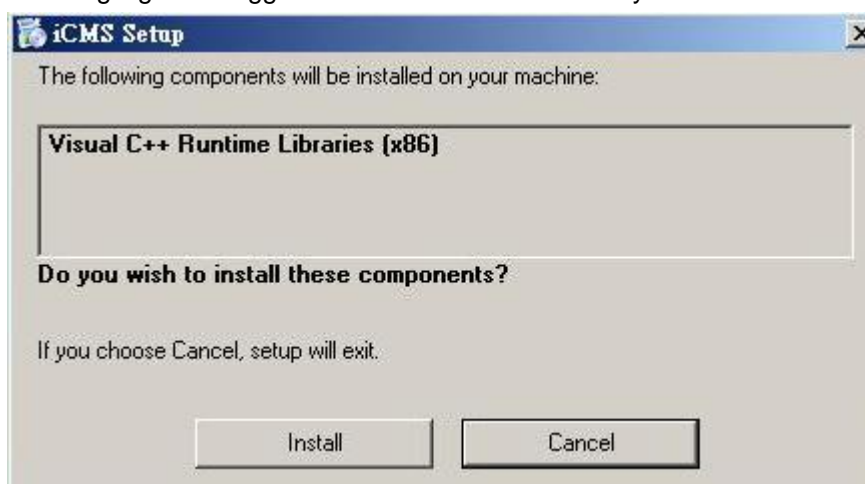 iCMS Setup
The following components will be installed on your machine:
Visual C++ Runtime Libraries (x86)
Do you wish to install these components?
If you choose Cancel, setup will exit.
Install Cancel